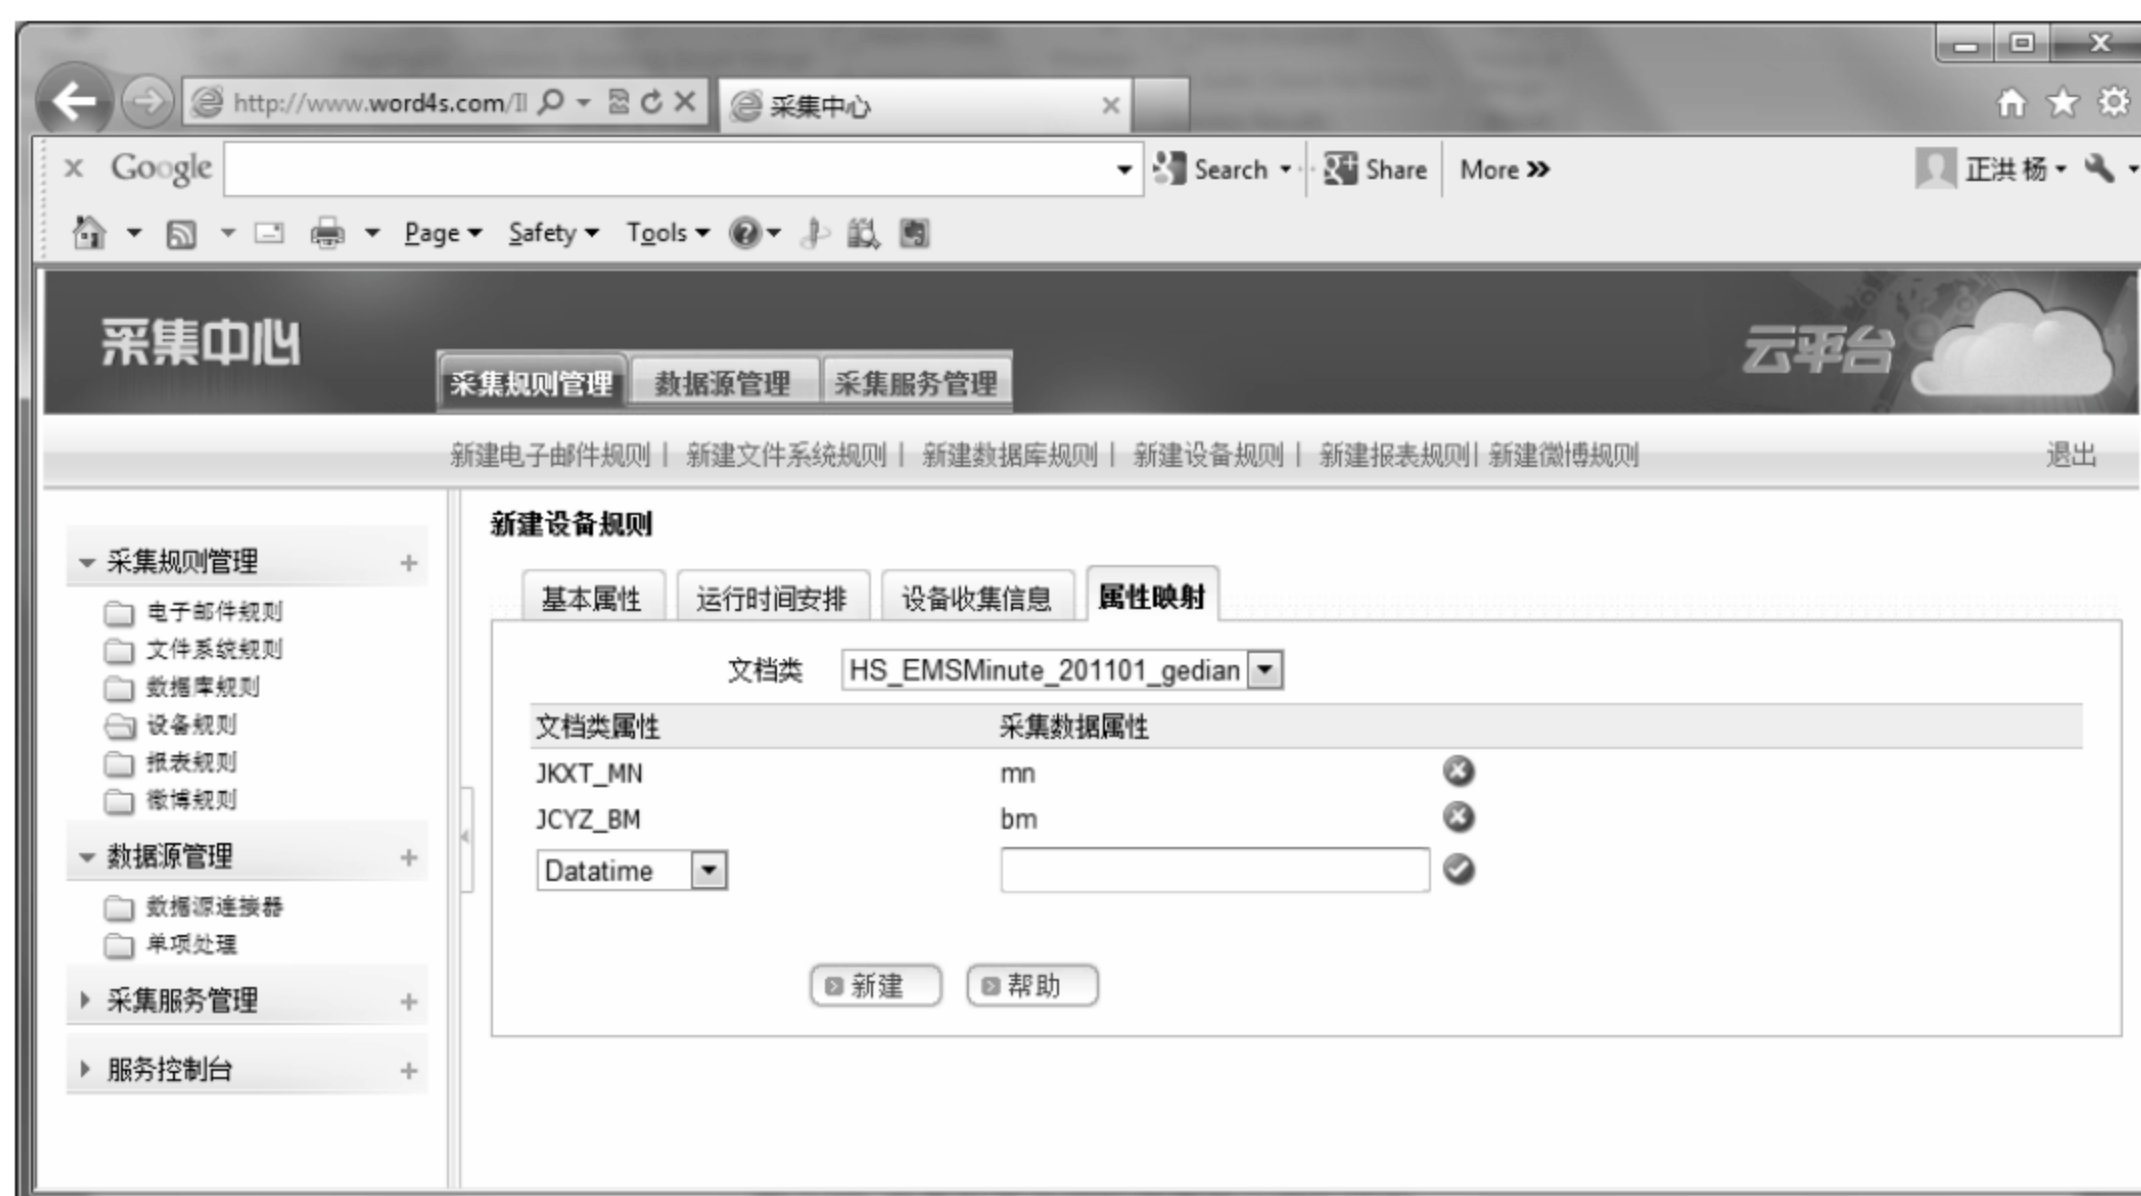 http://www.word4s.com/
采集中心
x Google
Search
Share
More »
正洪 杨
Page
Safety
Tools
采集中心
云平台
采集规则管理
数据源管理
采集服务管理
新建电子邮件规则 | 新建文件系统规则 | 新建数据库规则 | 新建设备规则 | 新建报表规则 | 新建微博规则
退出
采集规则管理
电子邮件规则
文件系统规则
数据库规则
设备规则
报表规则
微博规则
数据源管理
数据源连接器
单项处理
采集服务管理
服务控制台
新建设备规则
基本属性
运行时间安排
设备收集信息
属性映射
文档类 HS_EMSMinute_201101_gedian
文档类属性 采集数据属性
JKXT_MN mn
JCYZ_BM bm
Datatime
新建
帮助